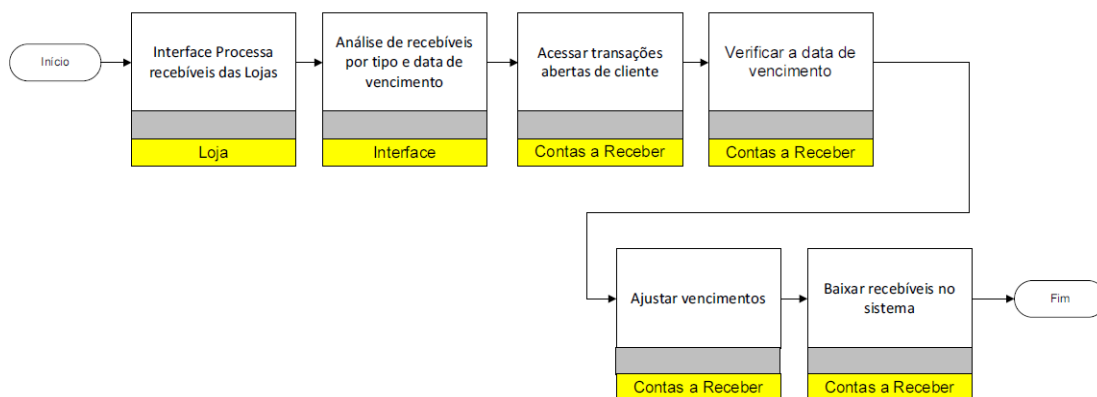 Início
Interface Processa
recebíveis das Lojas
Loja
Análise de recebíveis
por tipo e data de
vencimento
Interface
Acessar transações
abertas de cliente
Contas a Receber
Verificar a data de
vencimento
Contas a Receber
Ajustar vencimentos
Contas a Receber
Baixar recebíveis no
sistema
Contas a Receber
Fim